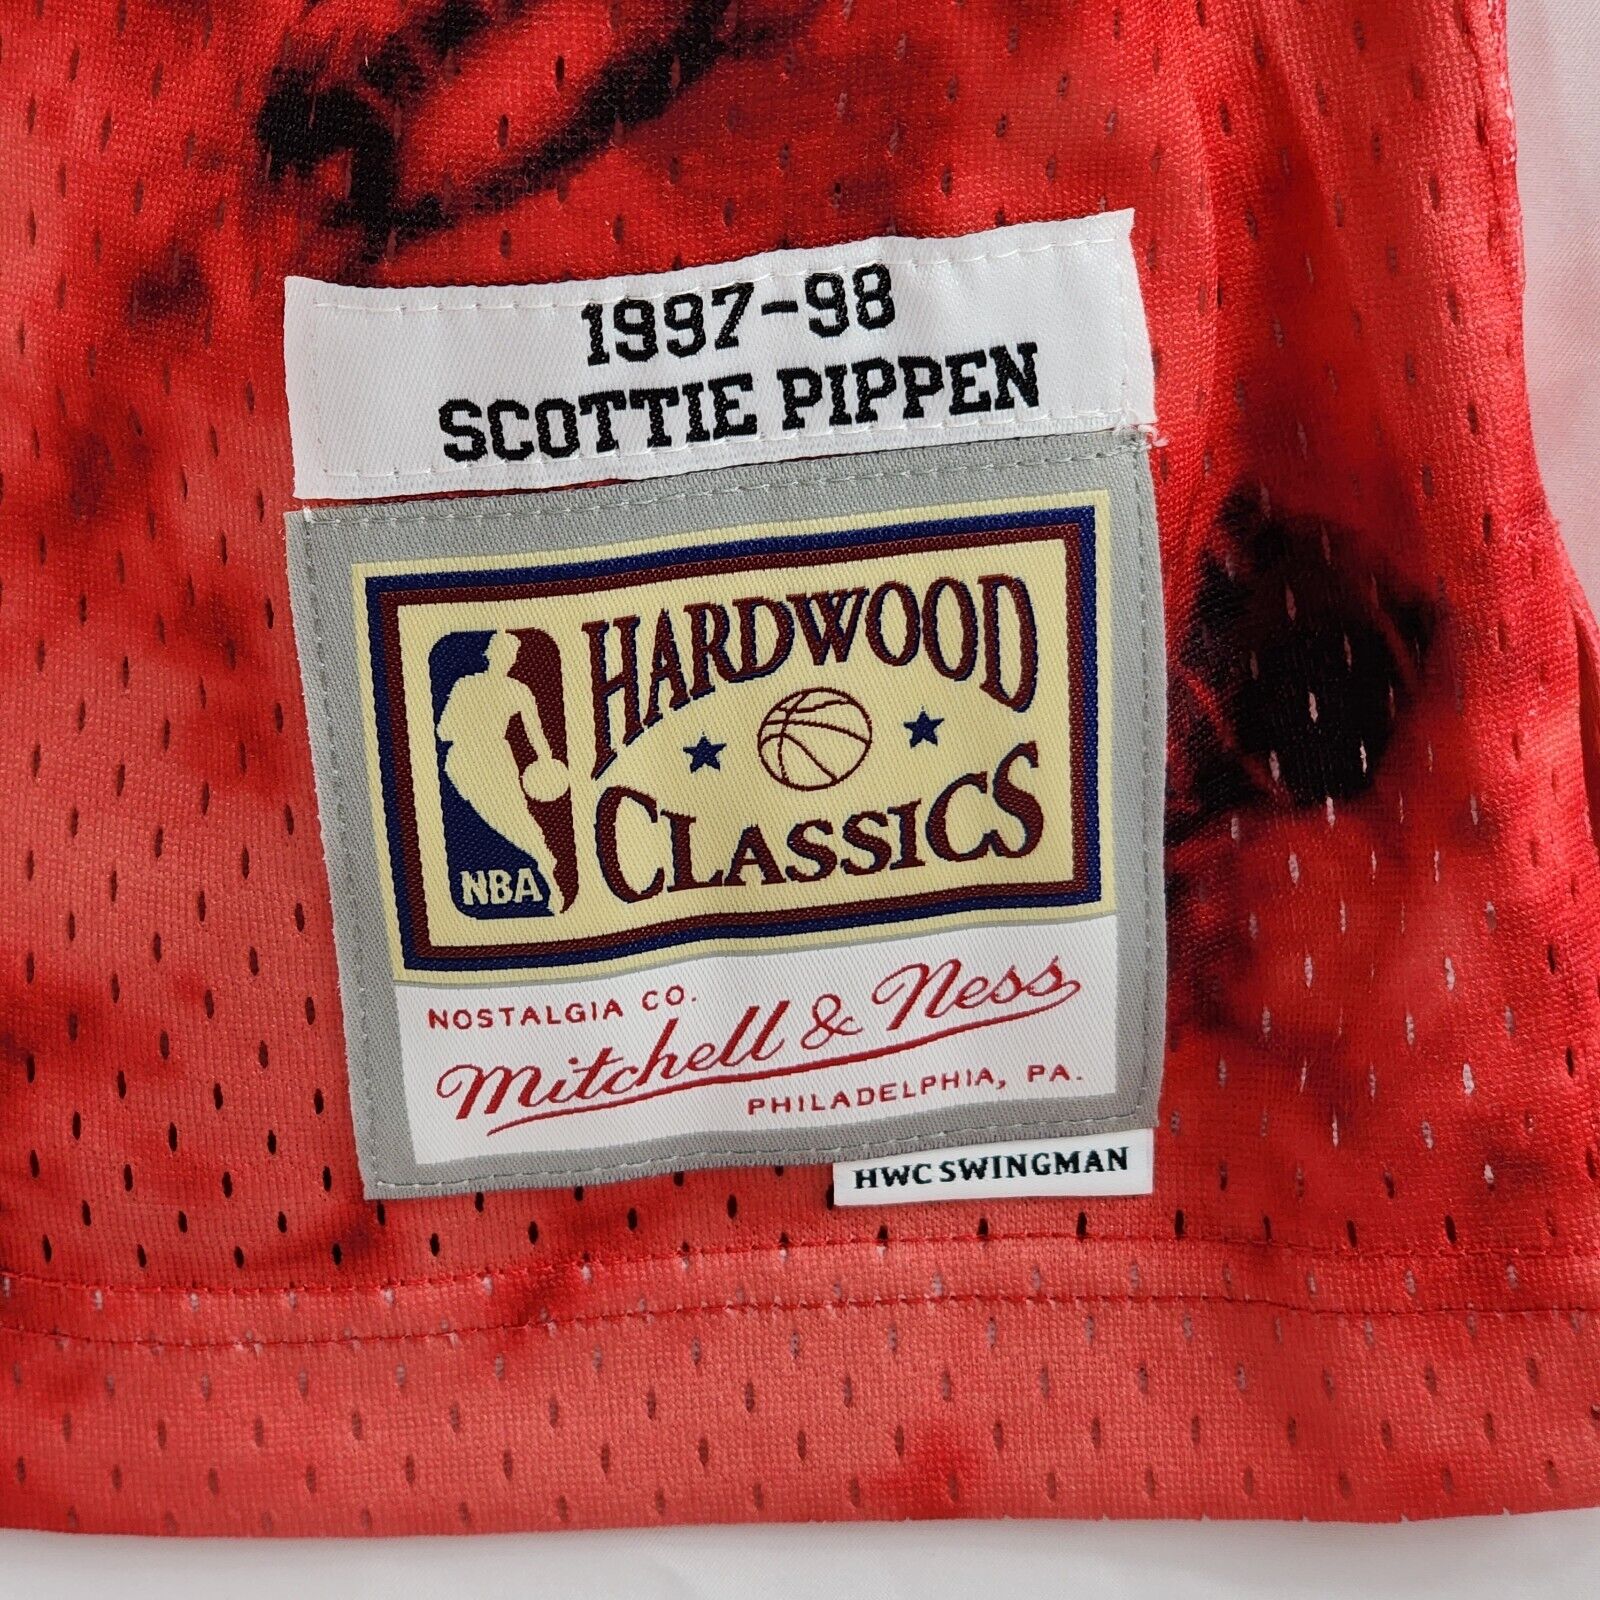 1997-98
SCOTTIE PIPPEN
HARDWOOD
CLASSICS
NBA
NOSTALGIA CO.
Mitchell & Ness
PHILADELPHIA, PA.
HWC SWINGMAN